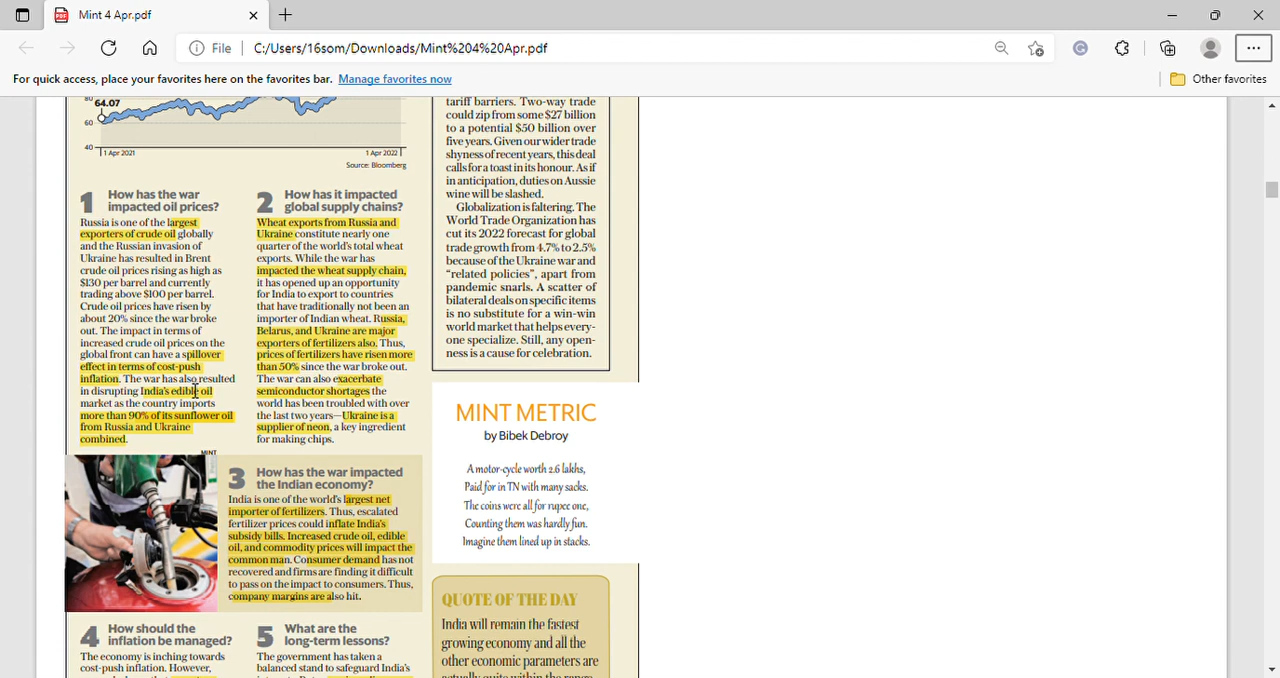 Mint 4 Apr.pdf
File
C:/Users/16som/Downloads/Mint%204%20Apr.pdf
For quick access, place your favorites here on the favorites bar.
Manage favorites now
Other favorites
80
64.07
60
40
1 Apr 2021
1 Apr 2022
Source: Bloomberg
1
How has the war
impacted oil prices?
Russia is one of the largest
exporters of crude oil globally
and the Russian invasion of
Ukraine has resulted in Brent
crude oil prices rising as high as
$130 per barrel and currently
trading above $100 per barrel.
Crude oil prices have risen by
about 20% since the war broke
out. The impact in terms of
increased crude oil prices on the
global front can have a spillover
effect in terms of cost-push
inflation. The war has also resulted
in disrupting India's edible oil
market as the country imports
more than 90% of its sunflower oil
from Russia and Ukraine
combined.
2
How has it impacted
global supply chains?
Wheat exports from Russia and
Ukraine constitute nearly one
quarter of the world's total wheat
exports. While the war has
impacted the wheat supply chain,
it has opened up an opportunity
for India to export to countries
that have traditionally not been an
importer of Indian wheat. Russia,
Belarus, and Ukraine are major
exporters of fertilizers also. Thus,
prices of fertilizers have risen more
than 50% since the war broke out.
The war can also exacerbate
semiconductor shortages the
world has been troubled with over
the last two years—Ukraine is a
supplier of neon, a key ingredient
for making chips.
MINT
3
How has the war impacted
the Indian economy?
India is one of the world's largest net
importer of fertilizers. Thus, escalated
fertilizer prices could inflate India's
subsidy bills. Increased crude oil, edible
oil, and commodity prices will impact the
common man. Consumer demand has not
recovered and firms are finding it difficult
to pass on the impact to consumers. Thus,
company margins are also hit.
4
How should the
inflation be managed?
The economy is inching towards
cost-push inflation. However,
5
What are the
long-term lessons?
The government has taken a
balanced stand to safeguard India's
tariff barriers. Two-way trade
could zip from some $27 billion
to a potential $50 billion over
five years. Given our wider trade
shyness of recent years, this deal
calls for a toast in its honour. As if
in anticipation, duties on Aussie
wine will be slashed.
Globalization is faltering. The
World Trade Organization has
cut its 2022 forecast for global
trade growth from 4.7% to 2.5%
because of the Ukraine war and
"related policies", apart from
pandemic snarls. A scatter of
bilateral deals on specific items
is no substitute for a win-win
world market that helps every-
one specialize. Still, any open-
ness is a cause for celebration.
MINT METRIC
by Bibek Debroy
A motor-cycle worth 2.6 lakhs,
Paid for in TN with many sacks.
The coins were all for rupee one,
Counting them was hardly fun.
Imagine them lined up in stacks.
QUOTE OF THE DAY
India will remain the fastest
growing economy and all the
other economic parameters are
actually quite within the range